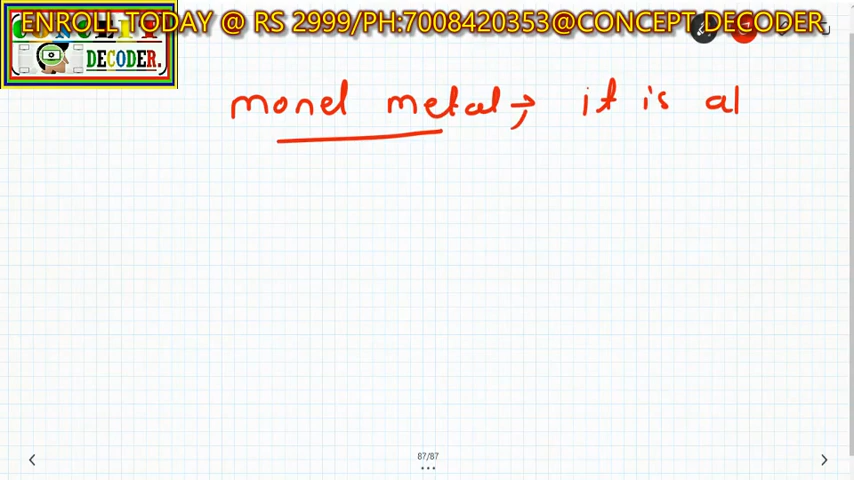 ENROLL TODAY @ RS 2999/PH:7008420353@CONCEPT DECODER.
DECODER.
monel metal → it is al
87/87